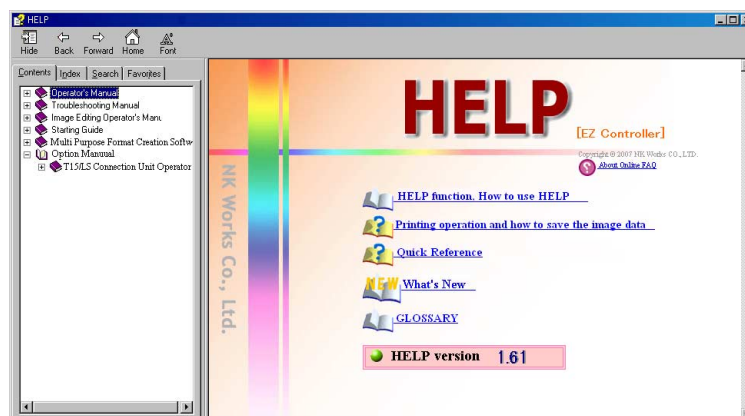 HELP
Hide Back Forward Home Font
Contents Index Search Favorites
Operator's Manual
Troubleshooting Manual
Image Editing Operator's Manu
Starting Guide
Multi Purpose Format Creation Softw
Option Manuual
T15/LS Connection Unit Operator
NK Works Co., Ltd.
HELP
[EZ Controller]
Copyright © 2007 NK Works CO., LTD.
About Online FAQ
HELP function. How to use HELP
Printing operation and how to save the image data
Quick Reference
NEW What's New
GLOSSARY
HELP version 1.61